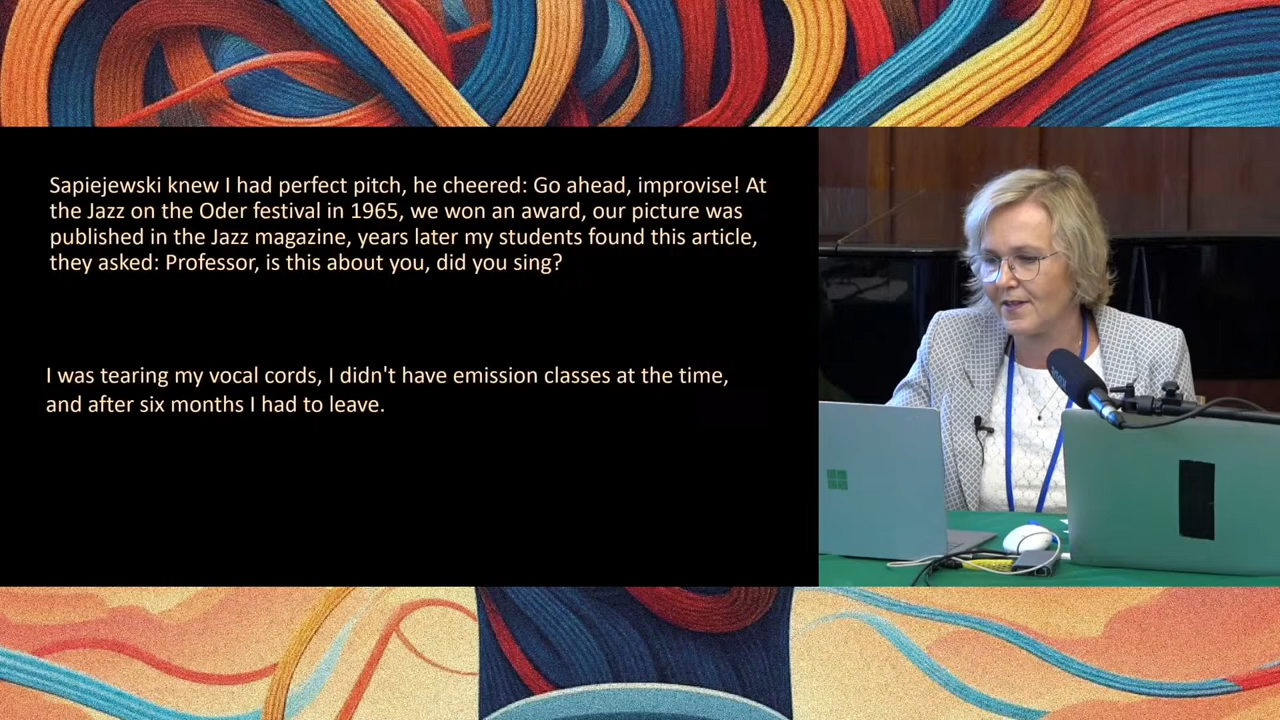 Sapiejewski knew I had perfect pitch, he cheered: Go ahead, improvise! At
the Jazz on the Oder festival in 1965, we won an award, our picture was
published in the Jazz magazine, years later my students found this article,
they asked: Professor, is this about you, did you sing?
I was tearing my vocal cords, I didn't have emission classes at the time,
and after six months I had to leave.